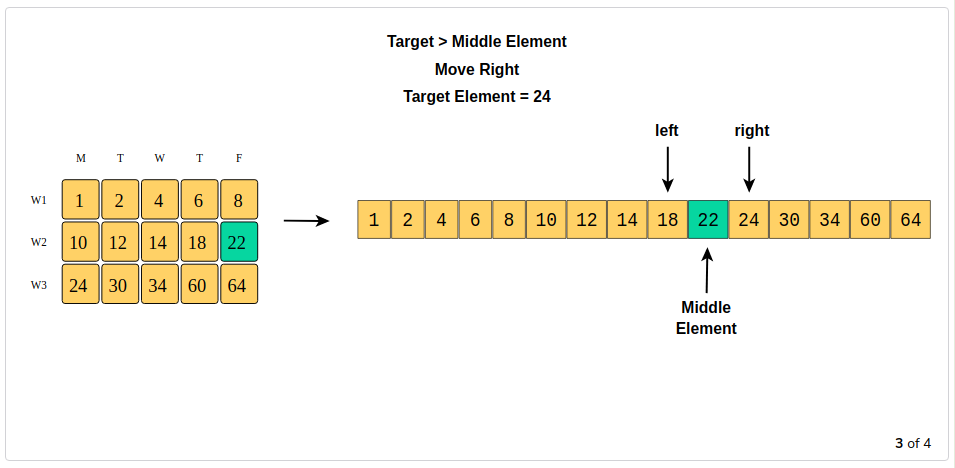 Target > Middle Element
Move Right
Target Element = 24
left right
M T W T F
W1 1 2 4 6 8
1 2 4 6 8 10 12 14 18 22 24 30 34 60 64
W2 10 12 14 18 22
W3 24 30 34 60 64
Middle
Element
3 of 4